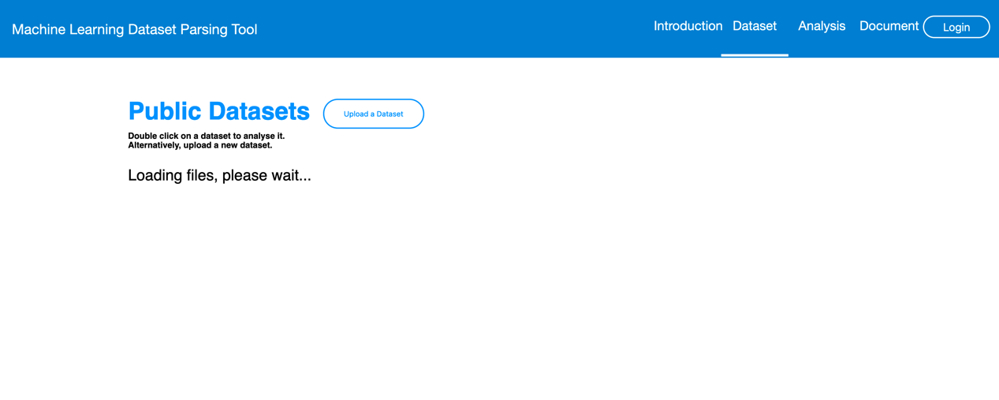 Machine Learning Dataset Parsing Tool
Introduction Dataset Analysis Document Login
Public Datasets
Upload a Dataset
Double click on a dataset to analyse it.
Alternatively, upload a new dataset.
Loading files, please wait...